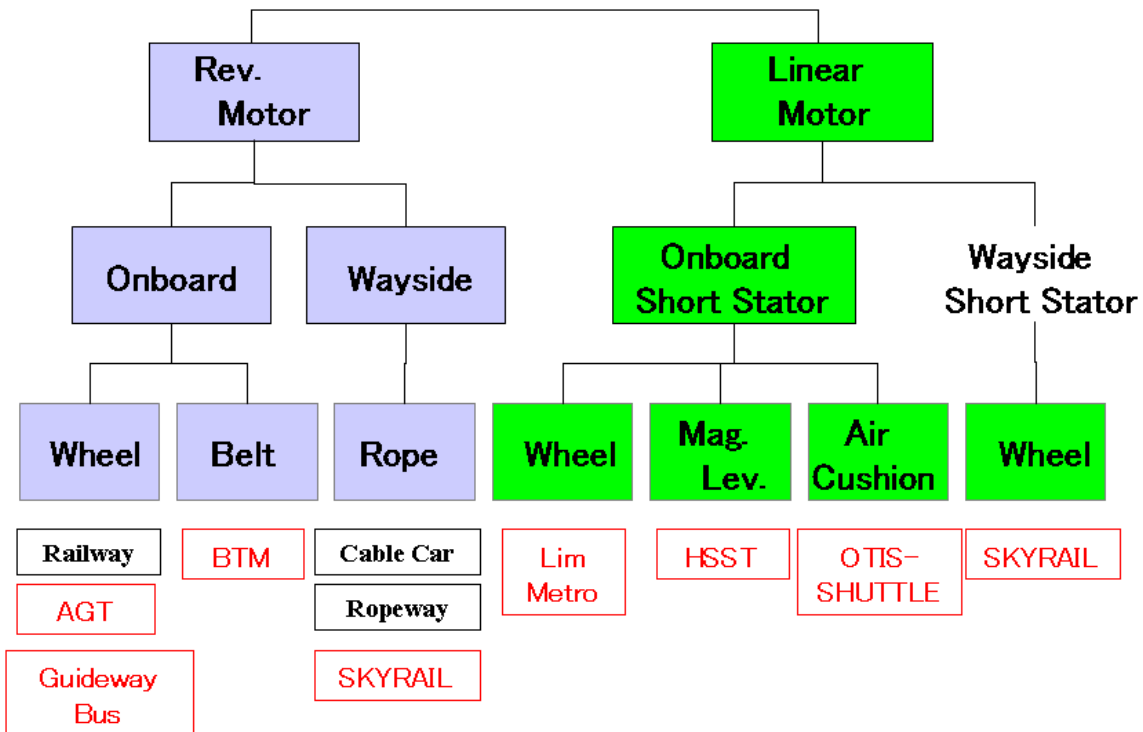 Rev.
Motor
Linear
Motor
Onboard
Wayside
Onboard
Short Stator
Wayside
Short Stator
Wheel
Belt
Rope
Wheel
Mag.
Lev.
Air
Cushion
Wheel
Railway
BTM
Cable Car
Lim
Metro
HSST
OTIS-
SHUTTLE
SKYRAIL
AGT
Ropeway
Guideway
Bus
SKYRAIL